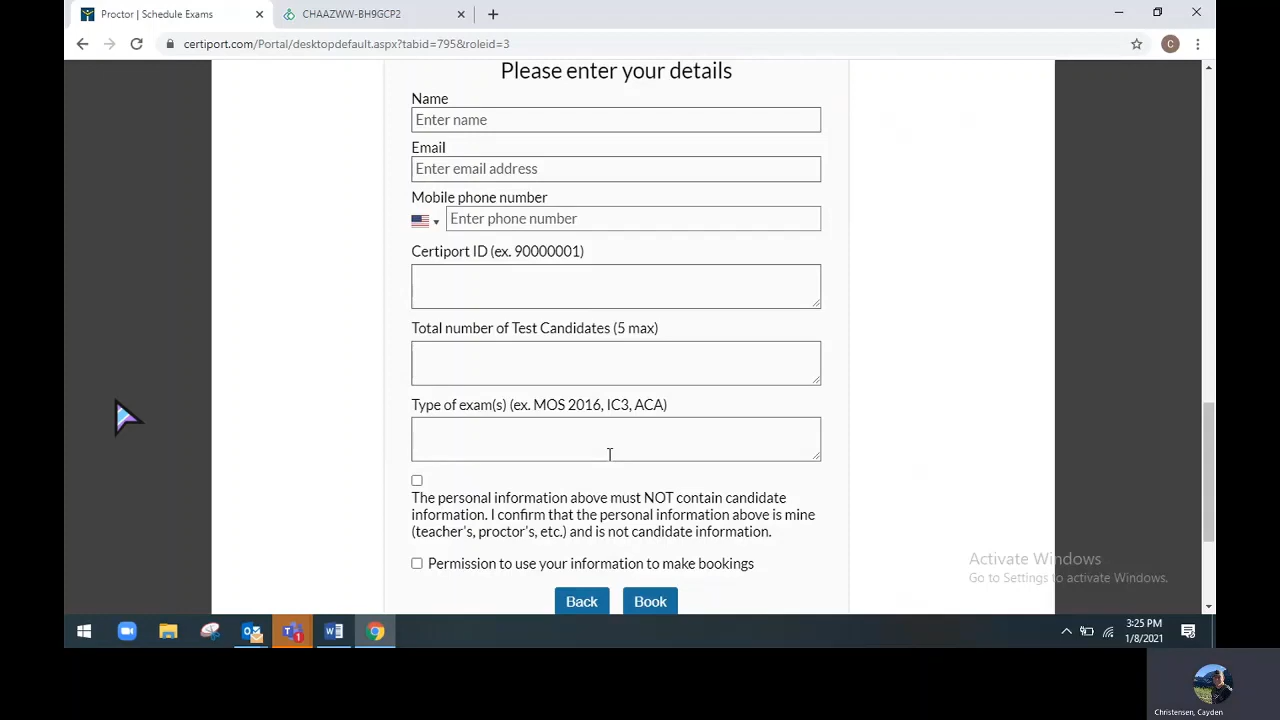 Proctor | Schedule Exams
CHAAZWW-BH9GCP2
certiport.com/Portal/desktopdefault.aspx?tabid=795&roleid=3
C
Please enter your details
Name
Enter name
Email
Enter email address
Mobile phone number
Enter phone number
Certiport ID (ex. 90000001)
Total number of Test Candidates (5 max)
Type of exam(s) (ex. MOS 2016, IC3, ACA)
The personal information above must NOT contain candidate
information. I confirm that the personal information above is mine
(teacher's, proctor's, etc.) and is not candidate information.
Permission to use your information to make bookings
Activate Windows
Go to Settings to activate Windows.
Back
Book
3:25 PM
1/8/2021
Christensen, Cayden